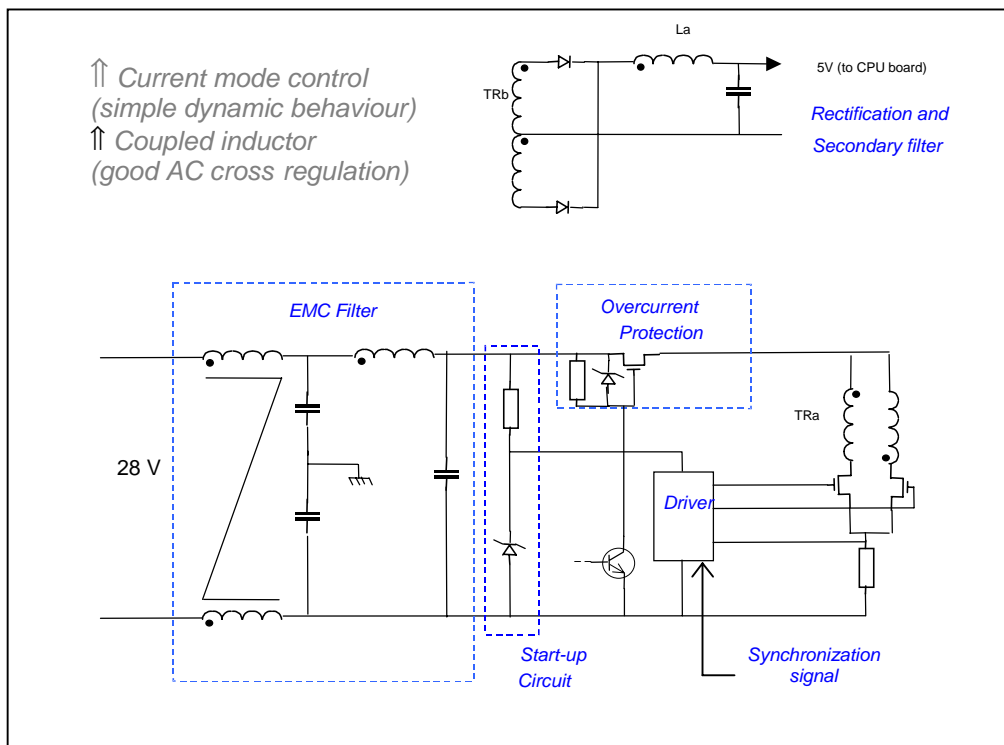 ⇑ Current mode control
(simple dynamic behaviour)
⇑ Coupled inductor
(good AC cross regulation)
La
TRb
5V (to CPU board)
Rectification and
Secondary filter
EMC Filter
Overcurrent
Protection
TRa
28 V
Driver
Start-up
Circuit
Synchronization
signal